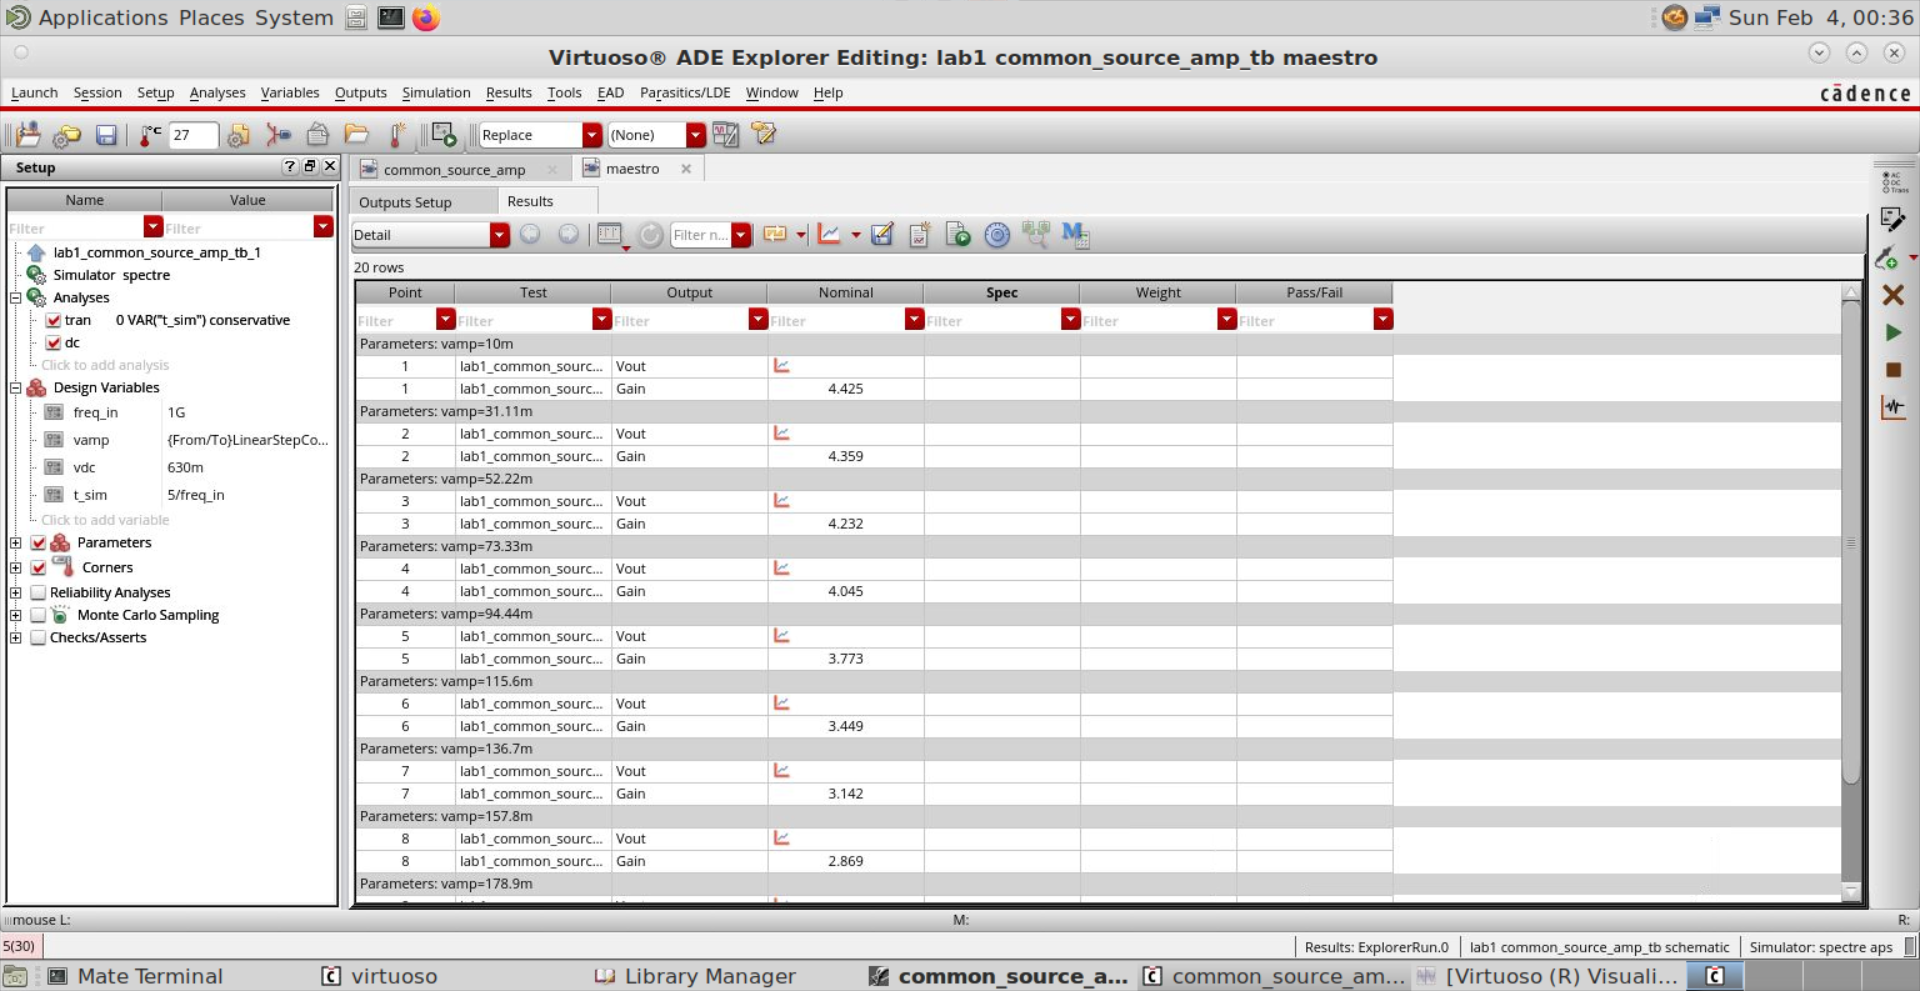 Applications Places System
Sun Feb 4, 00:36
Virtuoso® ADE Explorer Editing: lab1 common_source_amp_tb maestro
Launch Session Setup Analyses Variables Outputs Simulation Results Tools EAD Parasitics/LDE Window Help
cādence
°C 27 Replace (None)
Setup
common_source_amp maestro
AC
DC
Trans
Name Value
Filter Filter
lab1_common_source_amp_tb_1
Simulator spectre
Analyses
tran 0 VAR("t_sim") conservative
dc
Click to add analysis
Design Variables
freq_in 1G
vamp {From/To}LinearStepCo...
vdc 630m
t_sim 5/freq_in
Click to add variable
Parameters
Corners
Reliability Analyses
Monte Carlo Sampling
Checks/Asserts
Outputs Setup Results
Detail Filter n...
20 rows
Point Test Output Nominal Spec Weight Pass/Fail
Filter Filter Filter Filter Filter Filter Filter
Parameters: vamp=10m
1 lab1_common_sourc... Vout
1 lab1_common_sourc... Gain 4.425
Parameters: vamp=31.11m
2 lab1_common_sourc... Vout
2 lab1_common_sourc... Gain 4.359
Parameters: vamp=52.22m
3 lab1_common_sourc... Vout
3 lab1_common_sourc... Gain 4.232
Parameters: vamp=73.33m
4 lab1_common_sourc... Vout
4 lab1_common_sourc... Gain 4.045
Parameters: vamp=94.44m
5 lab1_common_sourc... Vout
5 lab1_common_sourc... Gain 3.773
Parameters: vamp=115.6m
6 lab1_common_sourc... Vout
6 lab1_common_sourc... Gain 3.449
Parameters: vamp=136.7m
7 lab1_common_sourc... Vout
7 lab1_common_sourc... Gain 3.142
Parameters: vamp=157.8m
8 lab1_common_sourc... Vout
8 lab1_common_sourc... Gain 2.869
Parameters: vamp=178.9m
mouse L: M: R:
5(30) Results: ExplorerRun.0 lab1 common_source_amp_tb schematic Simulator: spectre aps
Mate Terminal virtuoso Library Manager common_source_a... common_source_am... [Virtuoso (R) Visuali...